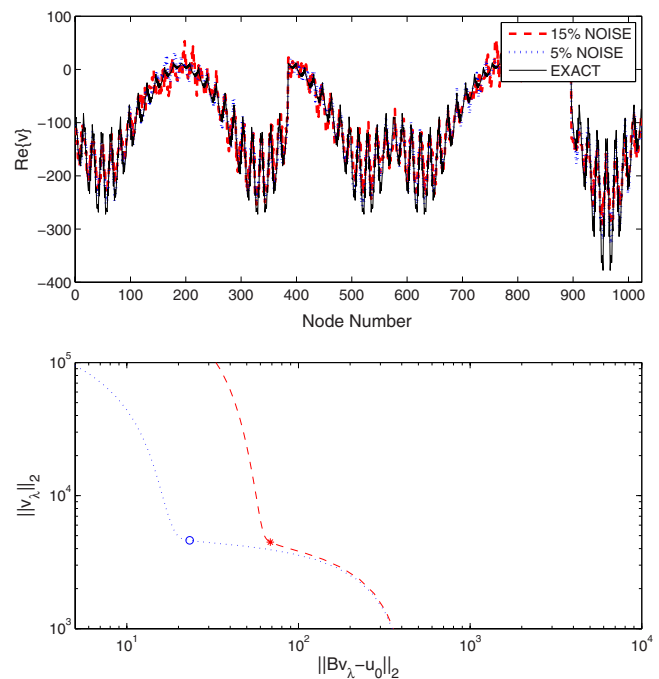 100
0
−100
−200
−300
−400
Re{v}
15% NOISE
5% NOISE
EXACT
0 100 200 300 400 500 600 700 800 900 1000
Node Number
10^5
10^4
10^3
||v_λ||_2
10^1 10^2 10^3 10^4
||Bv_λ−u_0||_2